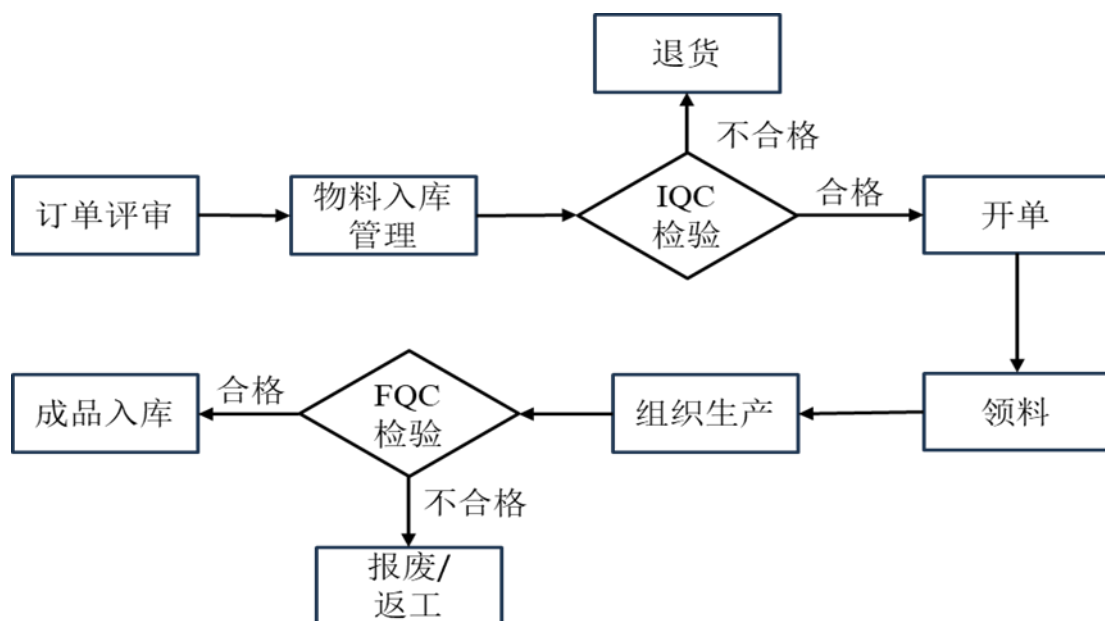 退货
不合格
订单评审
物料入库
管理
IQC
检验
合格
开单
成品入库
合格
FQC
检验
组织生产
领料
不合格
报废/
返工